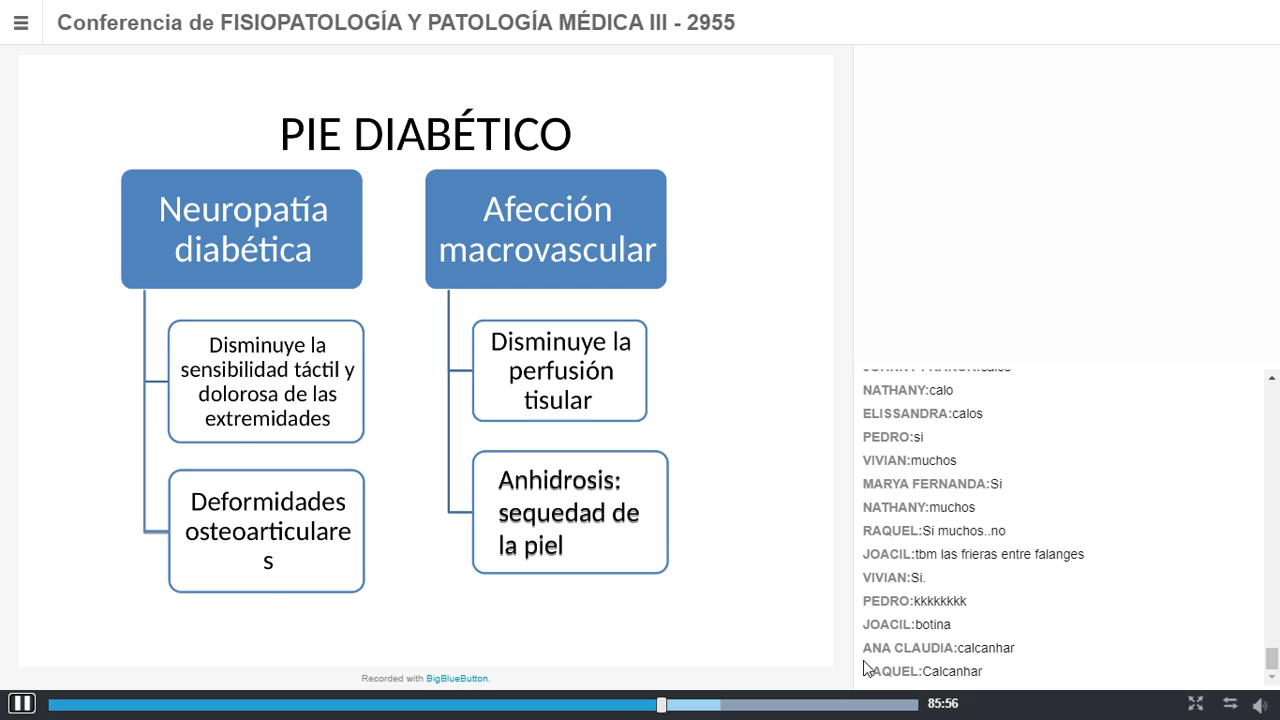 Conferencia de FISIOPATOLOGÍA Y PATOLOGÍA MÉDICA III - 2955
PIE DIABÉTICO
Neuropatía
diabética
Disminuye la
sensibilidad táctil y
dolorosa de las
extremidades
Deformidades
osteoarticulare
s
Afección
macrovascular
Disminuye la
perfusión
tisular
Anhidrosis:
sequedad de
la piel
Recorded with BigBlueButton.
NATHANY:calo
ELISSANDRA:calos
PEDRO:si
VIVIAN:muchos
MARYA FERNANDA:Si
NATHANY:muchos
RAQUEL:Si muchos..no
JOACIL:tbm las frieras entre falanges
VIVIAN:Si.
PEDRO:kkkkkkkk
JOACIL:botina
ANA CLAUDIA:calcanhar
RAQUEL:Calcanhar
85:56